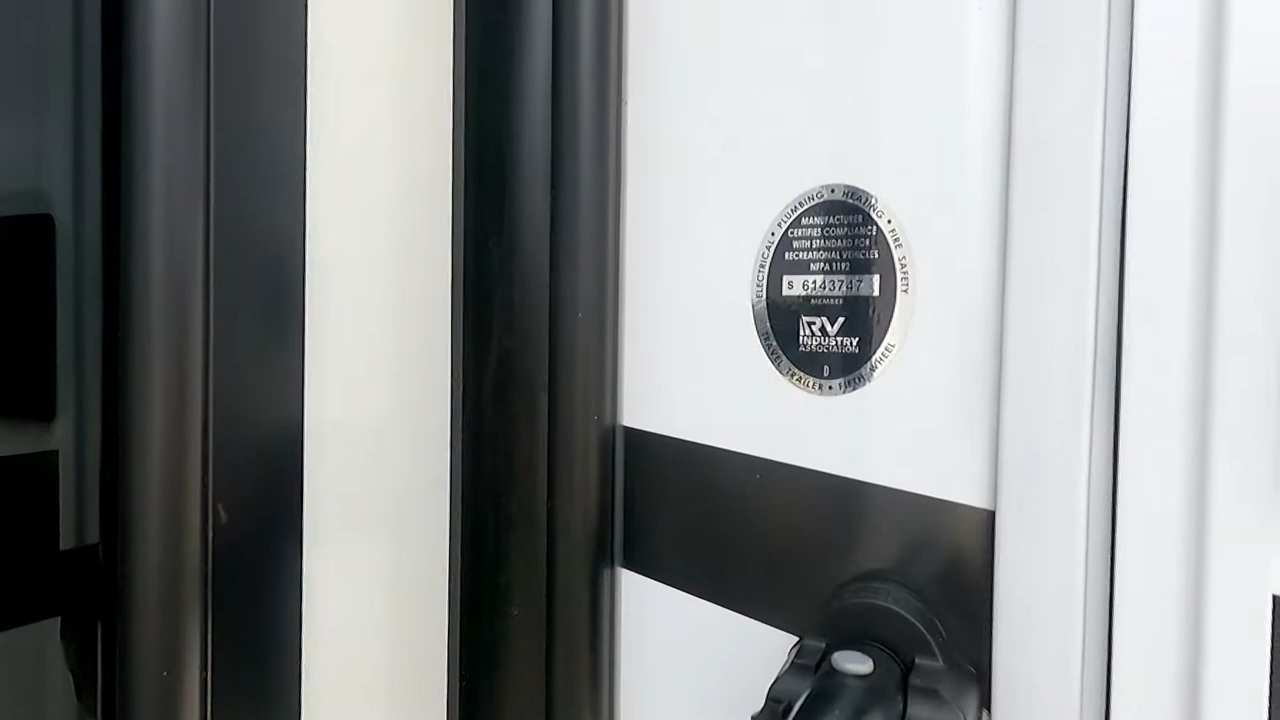 ELECTRICAL • PLUMBING • HEATING • FIRE SAFETY
MANUFACTURER
CERTIFIES COMPLIANCE
WITH STANDARD FOR
RECREATIONAL VEHICLES
NFPA 1192
S 6143747
MEMBER
RV
INDUSTRY
ASSOCIATION
D
TRAVEL TRAILER • FIFTH WHEEL